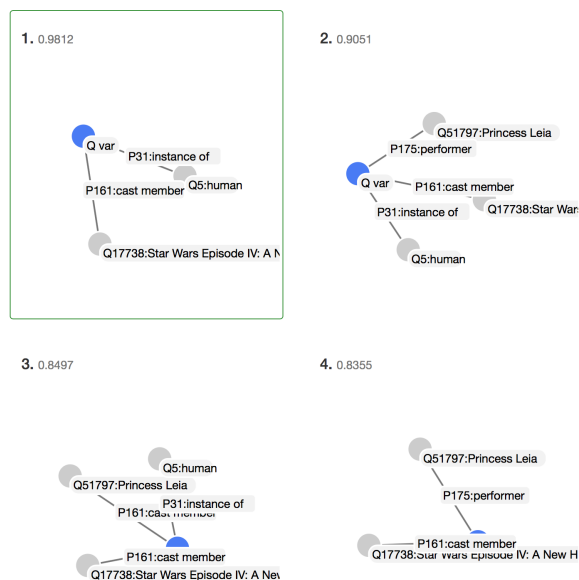 1. 0.9812
Q var
P31:instance of
Q5:human
P161:cast member
Q17738:Star Wars Episode IV: A N
2. 0.9051
Q51797:Princess Leia
P175:performer
Q var
P161:cast member
Q17738:Star Wars
P31:instance of
Q5:human
3. 0.8497
Q5:human
Q51797:Princess Leia
P31:instance of
P161:cast member
P161:cast member
Q17738:Star Wars Episode IV: A New
4. 0.8355
Q51797:Princess Leia
P175:performer
P161:cast member
Q17738:Star Wars Episode IV: A New H